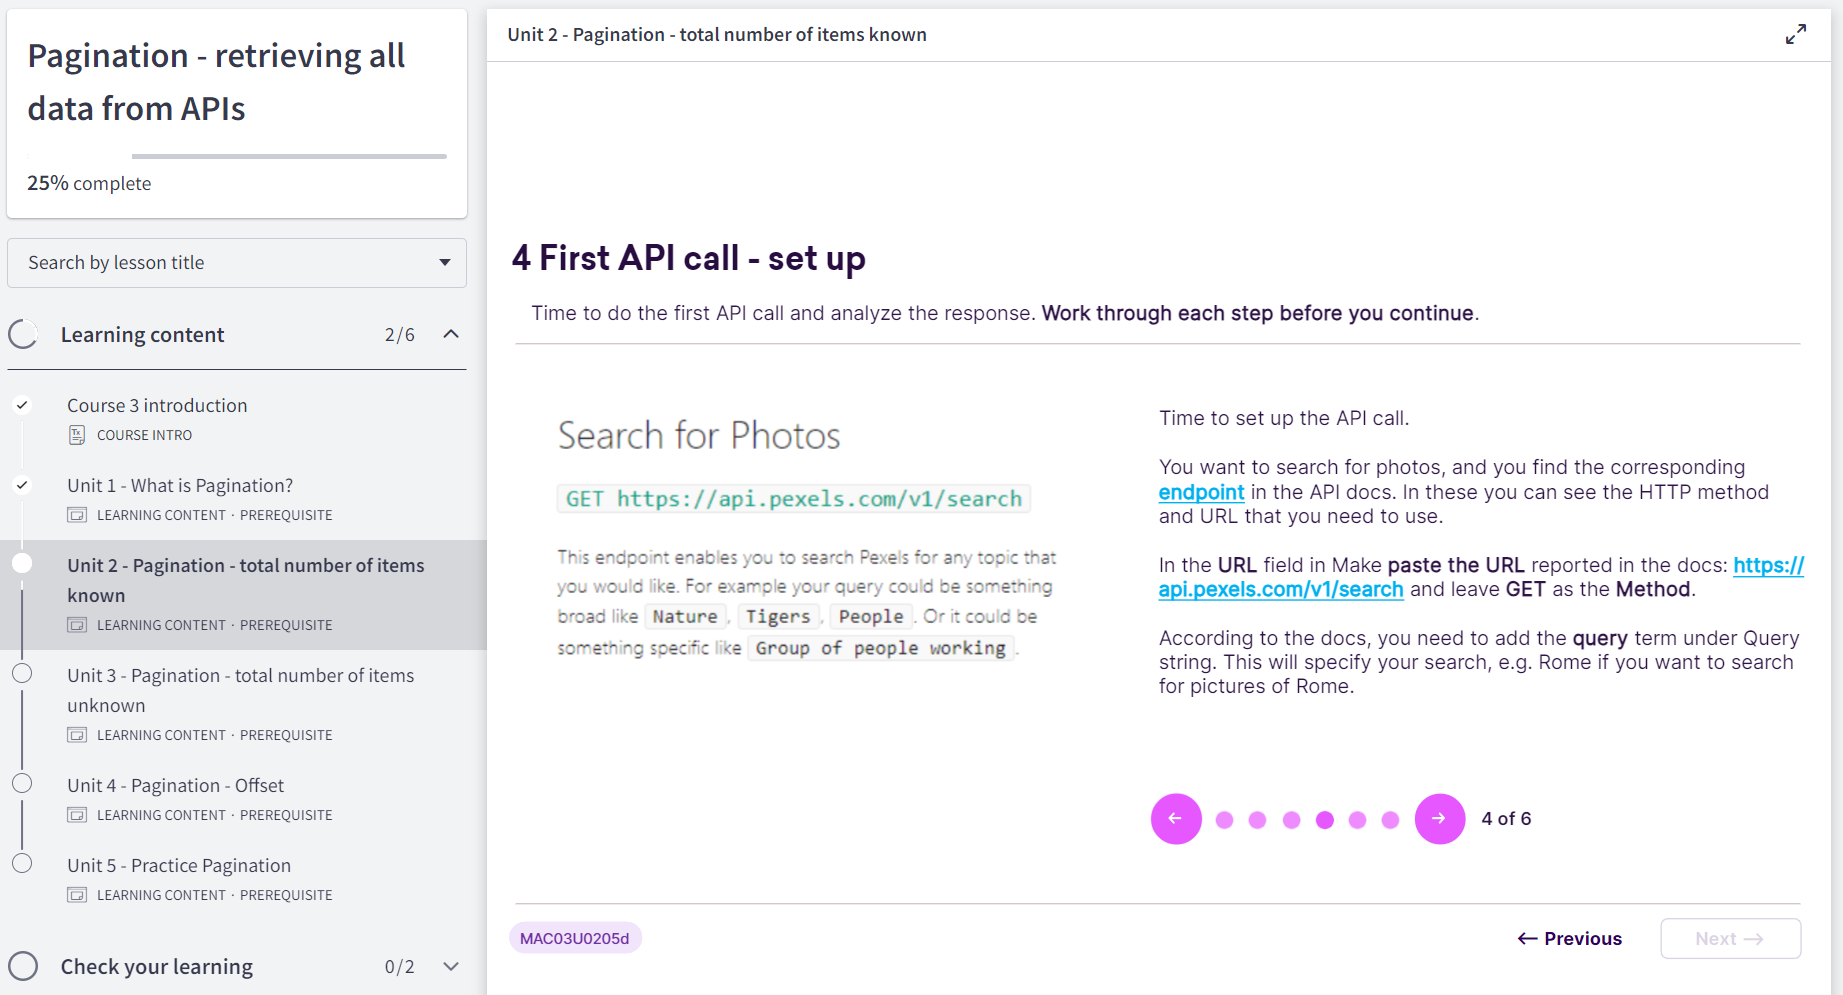 Pagination - retrieving all
data from APIs
25% complete
Search by lesson title
Learning content 2/6
Course 3 introduction
Tx
COURSE INTRO
Unit 1 - What is Pagination?
LEARNING CONTENT · PREREQUISITE
Unit 2 - Pagination - total number of items
known
LEARNING CONTENT · PREREQUISITE
Unit 3 - Pagination - total number of items
unknown
LEARNING CONTENT · PREREQUISITE
Unit 4 - Pagination - Offset
LEARNING CONTENT · PREREQUISITE
Unit 5 - Practice Pagination
LEARNING CONTENT · PREREQUISITE
Check your learning 0/2
Unit 2 - Pagination - total number of items known
4 First API call - set up
Time to do the first API call and analyze the response. Work through each step before you continue.
Search for Photos
GET https://api.pexels.com/v1/search
This endpoint enables you to search Pexels for any topic that
you would like. For example your query could be something
broad like Nature, Tigers, People. Or it could be
something specific like Group of people working.
Time to set up the API call.
You want to search for photos, and you find the corresponding
endpoint in the API docs. In these you can see the HTTP method
and URL that you need to use.
In the URL field in Make paste the URL reported in the docs: https://
api.pexels.com/v1/search and leave GET as the Method.
According to the docs, you need to add the query term under Query
string. This will specify your search, e.g. Rome if you want to search
for pictures of Rome.
← → 4 of 6
MAC03U0205d
← Previous
Next →